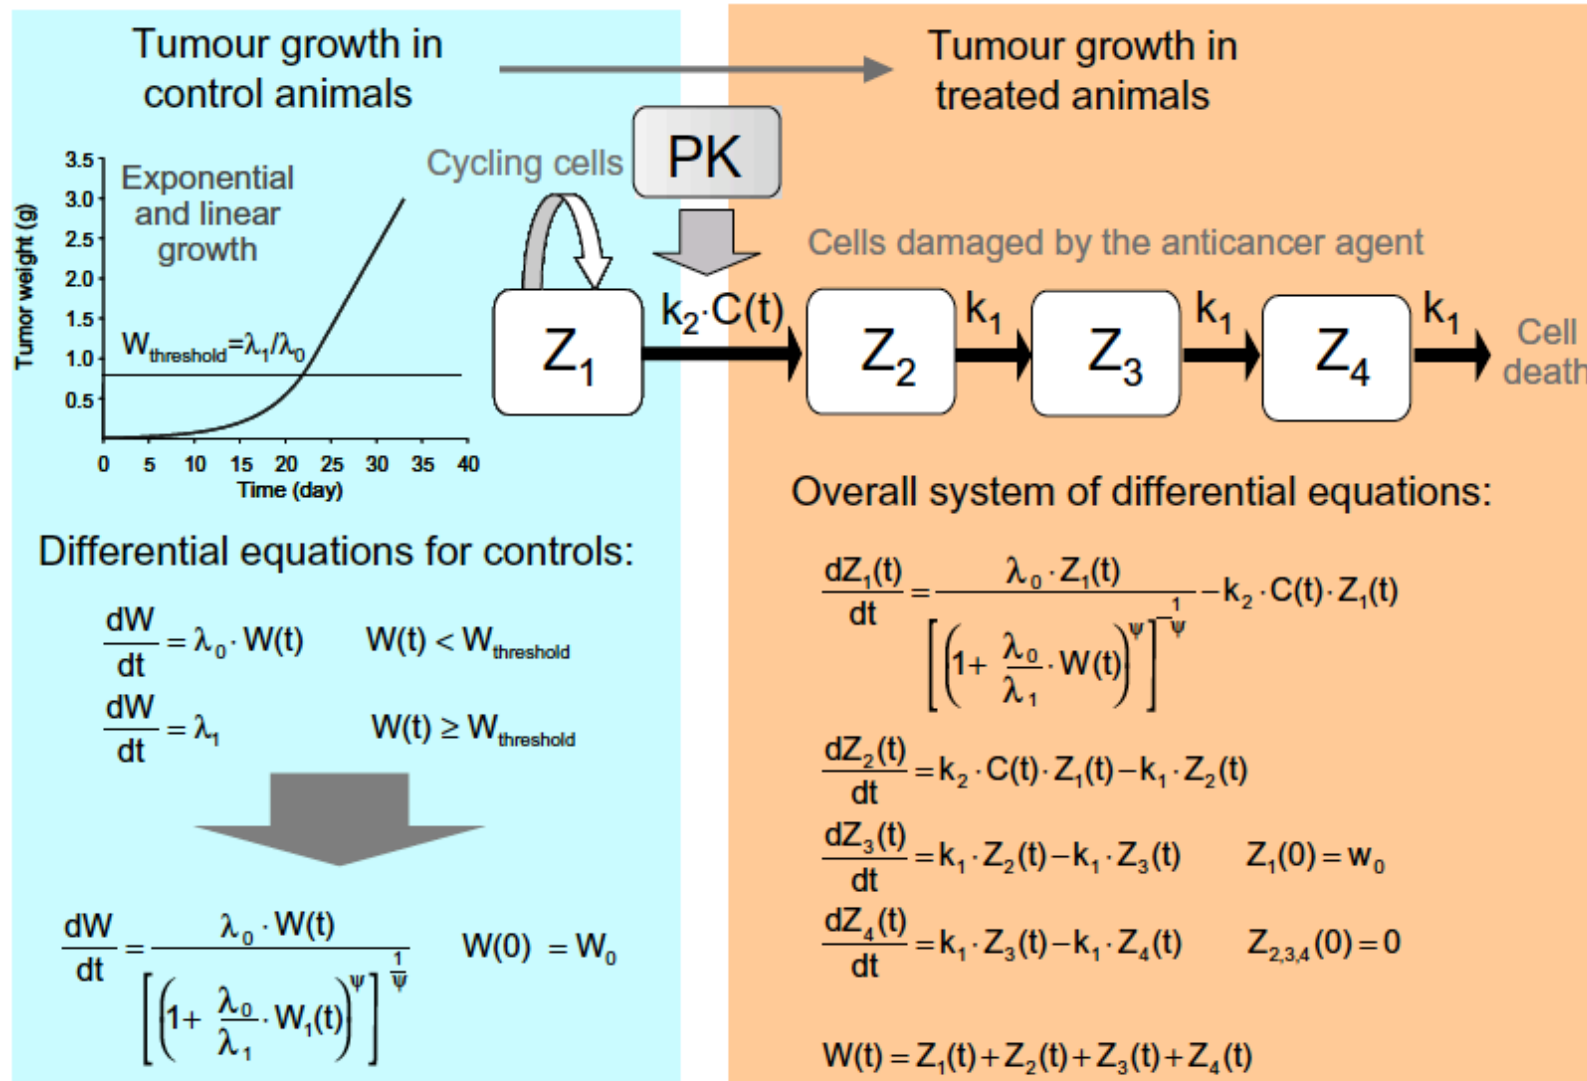 Tumour growth in
control animals
Tumour growth in
treated animals
PK
Cycling cells
Exponential
and linear
growth
Tumor weight (g)
3.5
3.0
2.5
2.0
1.5
1.0
0.5
W_threshold=λ₁/λ₀
0 5 10 15 20 25 30 35 40
Time (day)
Cells damaged by the anticancer agent
Z₁
k₂·C(t)
Z₂
k₁
Z₃
k₁
Z₄
k₁
Cell
death
Differential equations for controls:
dW/dt = λ₀·W(t) W(t) < W_threshold
dW/dt = λ₁ W(t) ≥ W_threshold
dW/dt = λ₀·W(t) / [(1+ λ₀/λ₁·W₁(t))^ψ]^(1/ψ) W(0) = W₀
Overall system of differential equations:
dZ₁(t)/dt = λ₀·Z₁(t) / [(1+ λ₀/λ₁·W(t))^ψ]^(-1/ψ) − k₂·C(t)·Z₁(t)
dZ₂(t)/dt = k₂·C(t)·Z₁(t) − k₁·Z₂(t)
dZ₃(t)/dt = k₁·Z₂(t) − k₁·Z₃(t) Z₁(0) = w₀
dZ₄(t)/dt = k₁·Z₃(t) − k₁·Z₄(t) Z₂,₃,₄(0) = 0
W(t) = Z₁(t) + Z₂(t) + Z₃(t) + Z₄(t)